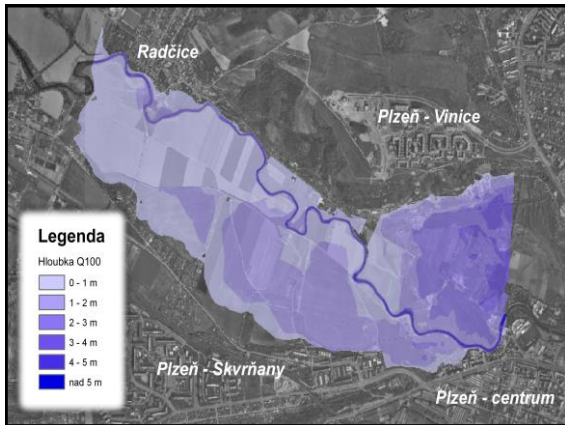 Radčice
Plzeň - Vinice
Legenda
Hloubka Q100
0 - 1 m
1 - 2 m
2 - 3 m
3 - 4 m
4 - 5 m
nad 5 m
Plzeň - Skvrňany
Plzeň - centrum